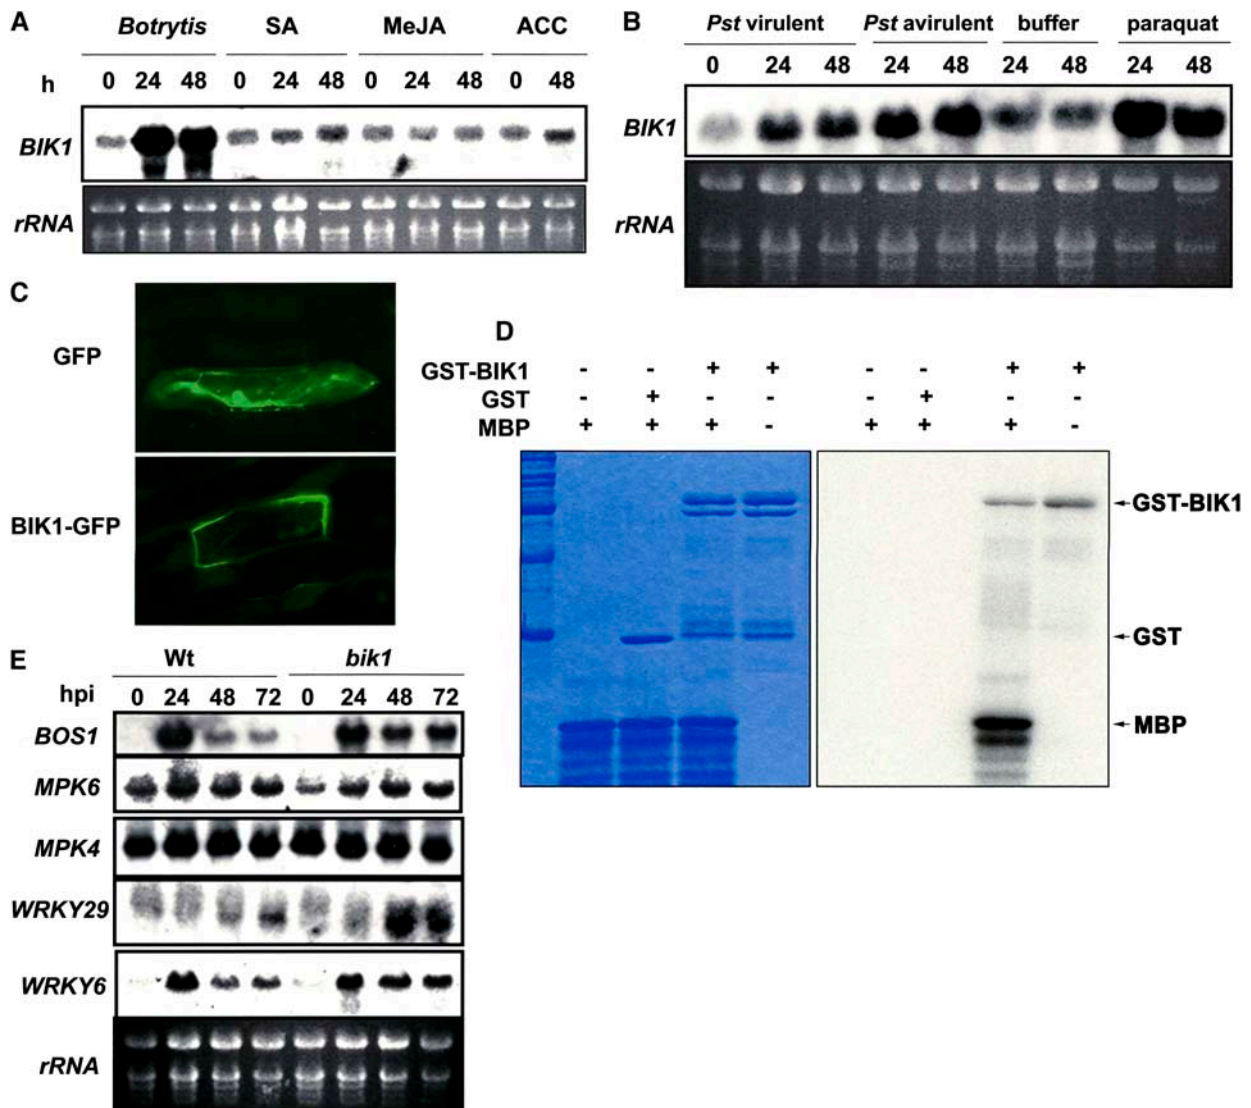 A
Botrytis SA MeJA ACC
h 0 24 48 0 24 48 0 24 48 0 48
BIK1
rRNA
B
Pst virulent Pst avirulent buffer paraquat
0 24 48 24 48 24 48 24 48
BIK1
rRNA
C
GFP
BIK1-GFP
D
GST-BIK1 - - + + - - + +
GST - + - - - + - -
MBP + + + - + + + -
GST-BIK1
GST
MBP
E
Wt bik1
hpi 0 24 48 72 0 24 48 72
BOS1
MPK6
MPK4
WRKY29
WRKY6
rRNA